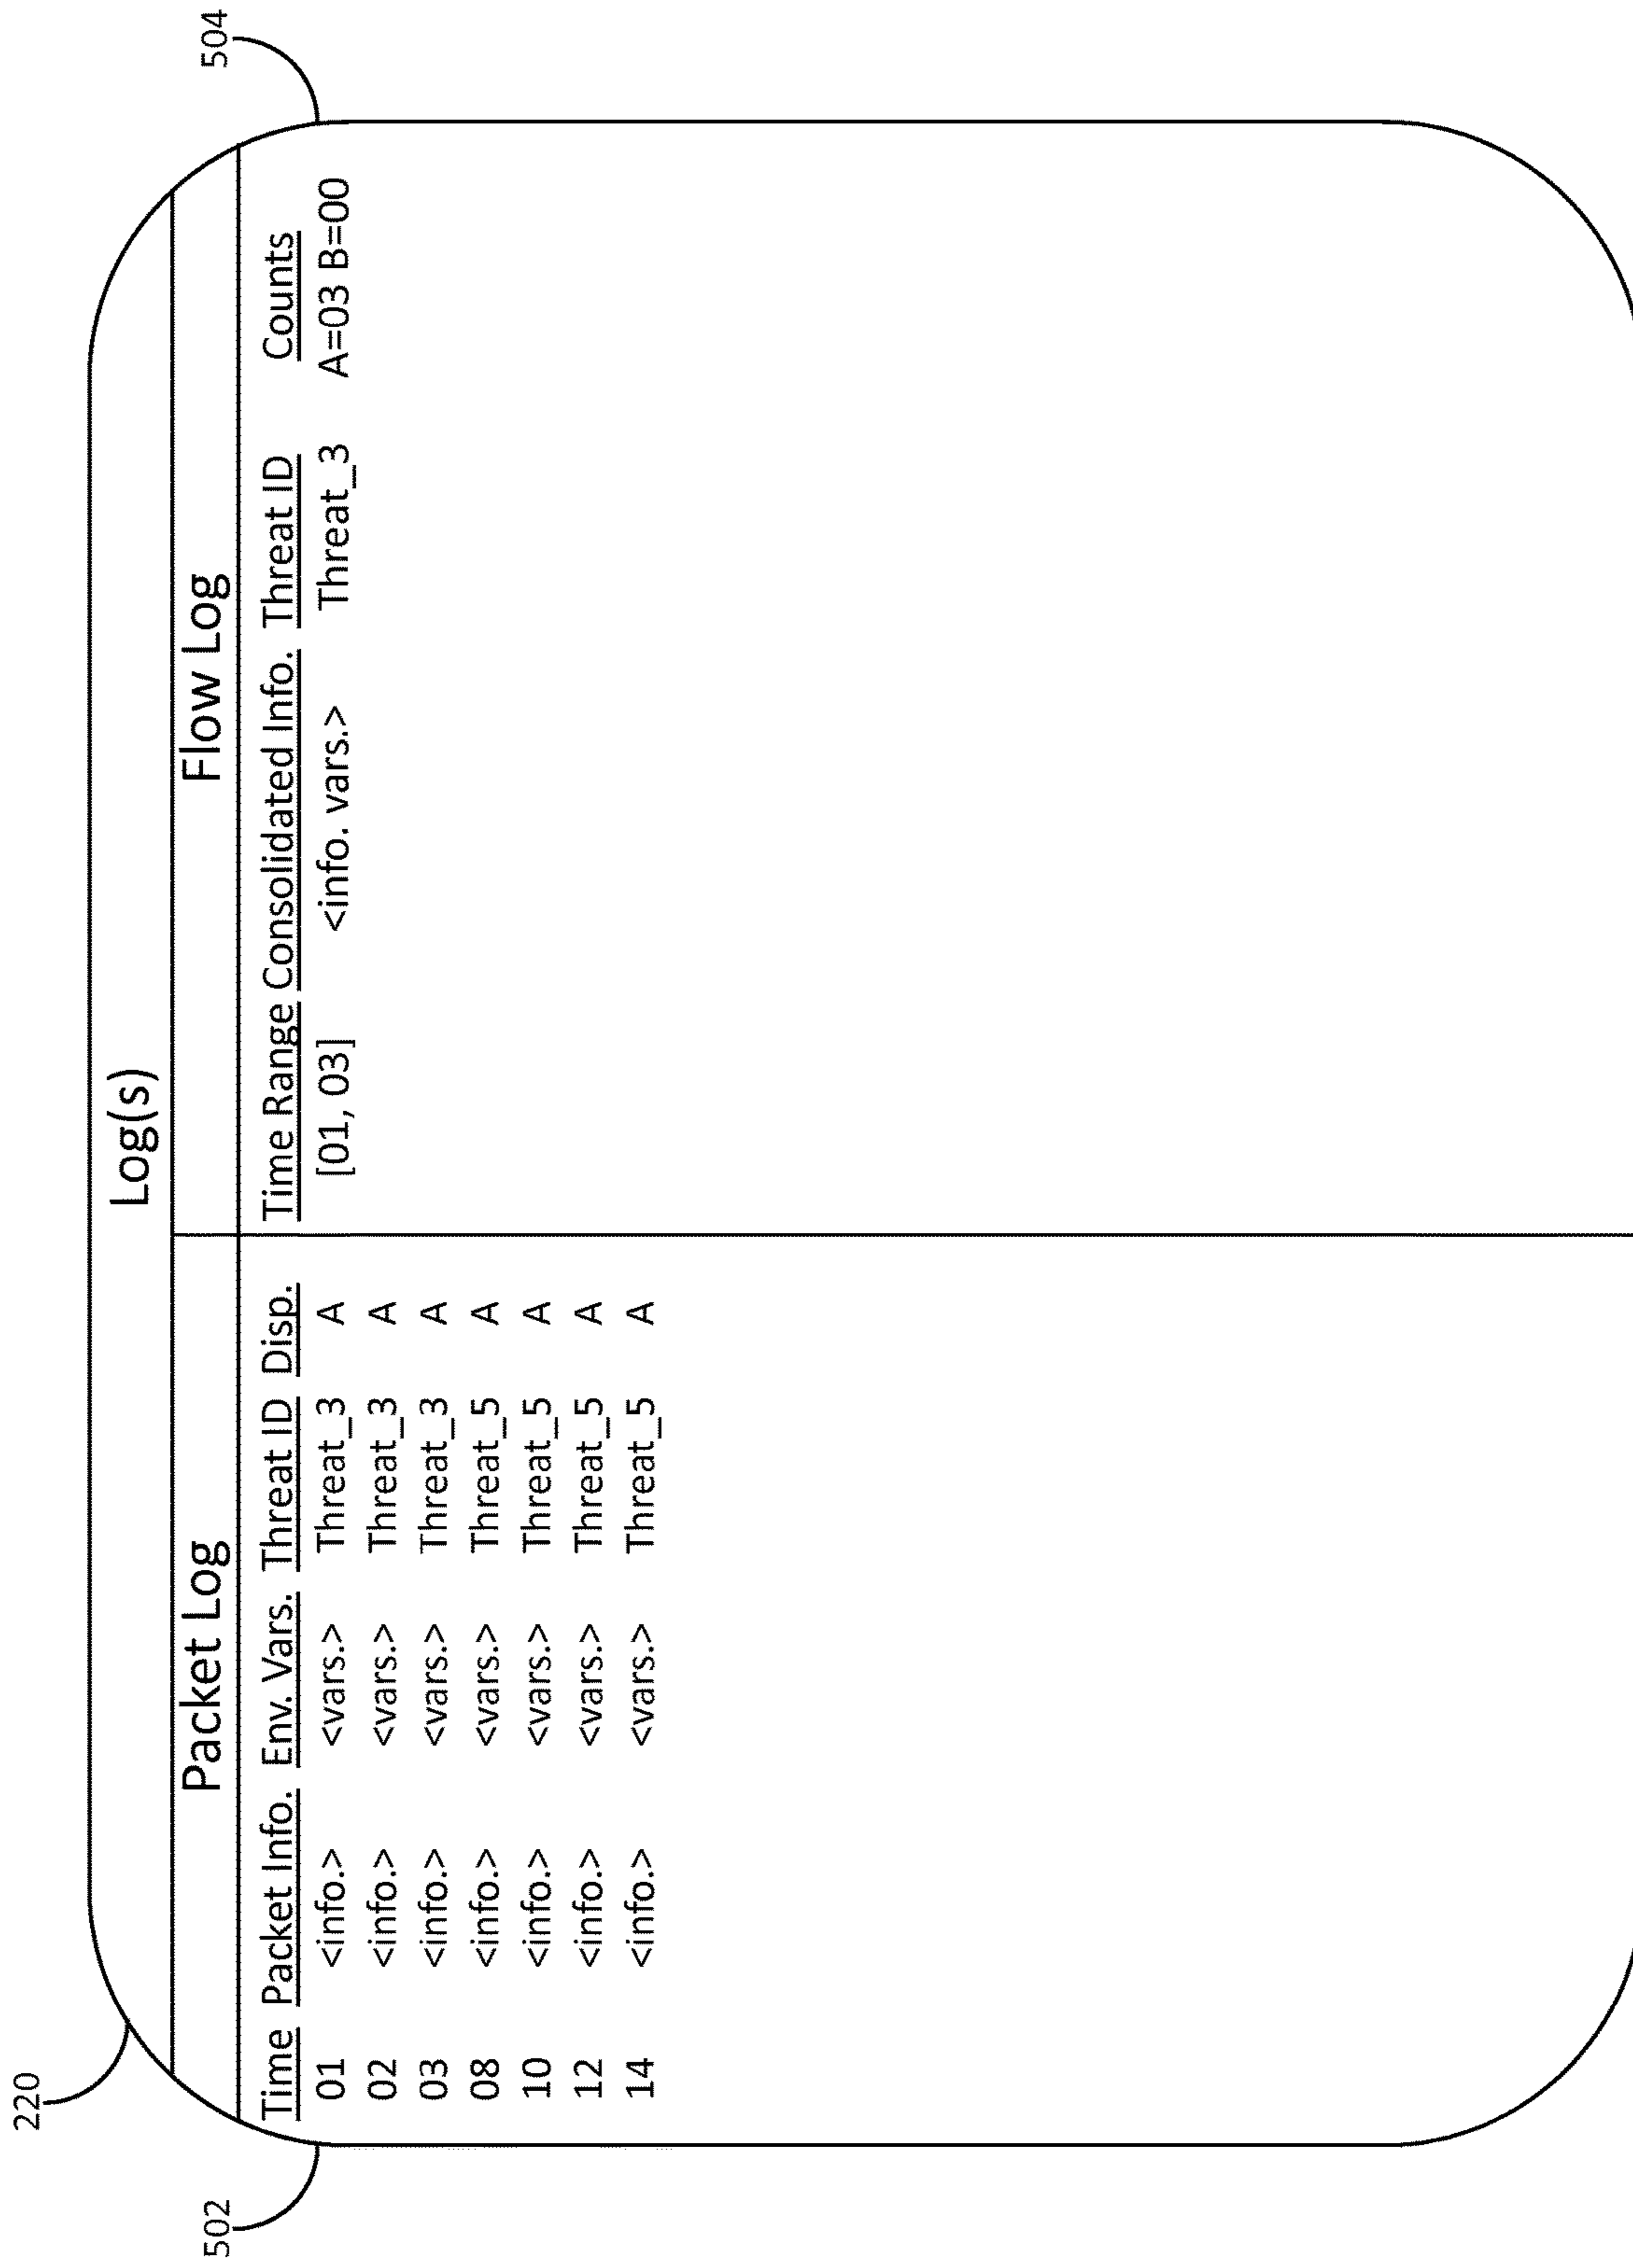 220
Log(s)
502
504
Packet Log
Flow Log
Time Packet Info. Env. Vars. Threat ID Disp.
01 <info.> <vars.> Threat_3 A
02 <info.> <vars.> Threat_3 A
03 <info.> <vars.> Threat_3 A
08 <info.> <vars.> Threat_5 A
10 <info.> <vars.> Threat_5 A
12 <info.> <vars.> Threat_5 A
14 <info.> <vars.> Threat_5 A
Time Range Consolidated Info. Threat ID Counts
[01, 03] <info. vars.> Threat_3 A=03 B=00